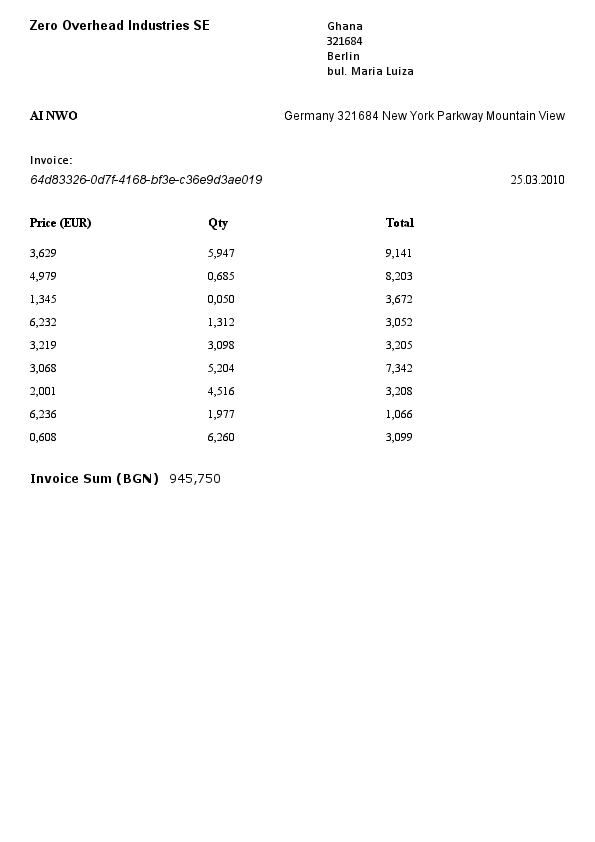 Zero Overhead Industries SE
Ghana
321684
Berlin
bul. Maria Luiza
AI NWO Germany 321684 New York Parkway Mountain View
Invoice:
64d83326-0d7f-4168-bf3e-c36e9d3ae019 25.03.2010
Price (EUR) Qty Total
3,629 5,947 9,141
4,979 0,685 8,203
1,345 0,050 3,672
6,232 1,312 3,052
3,219 3,098 3,205
3,068 5,204 7,342
2,001 4,516 3,208
6,236 1,977 1,066
0,608 6,260 3,099
Invoice Sum (BGN) 945,750